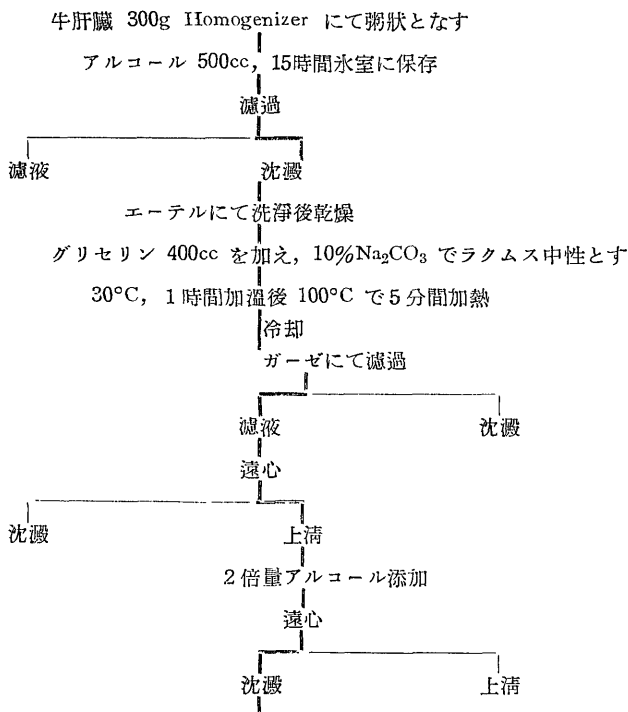 牛肝臓 300g Homogenizer にて粥狀となす
アルコール 500cc, 15時間氷室に保存
濾過
濾液 沈澱
エーテルにて洗淨後乾燥
グリセリン 400cc を加え, 10%Na₂CO₃ でラクムス中性とす
30°C, 1時間加溫後 100°C で5分間加熱
冷却
ガーゼにて濾過
濾液 沈澱
遠心
沈澱 上淸
2倍量アルコール添加
遠心
沈澱 上淸